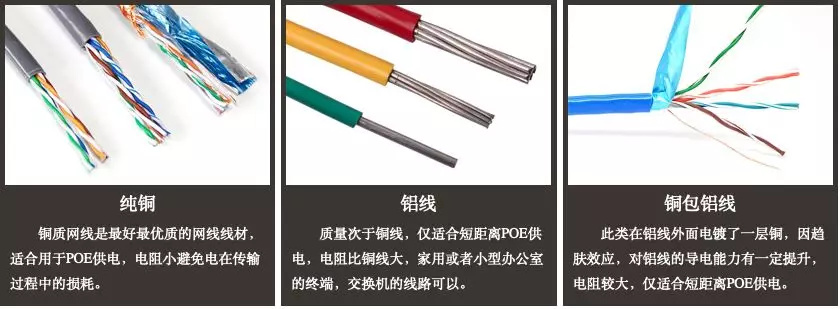 纯铜
铜质网线是最好最优质的网线线材，
适合用于POE供电，电阻小避免电在传输
过程中的损耗。
铝线
质量次于铜线，仅适合短距离POE供
电，电阻比铜线大，家用或者小型办公室
的终端，交换机的线路可以。
铜包铝线
此类在铝线外面电镀了一层铜，因趋
肤效应，对铝线的导电能力有一定提升，
电阻较大，仅适合短距离POE供电。